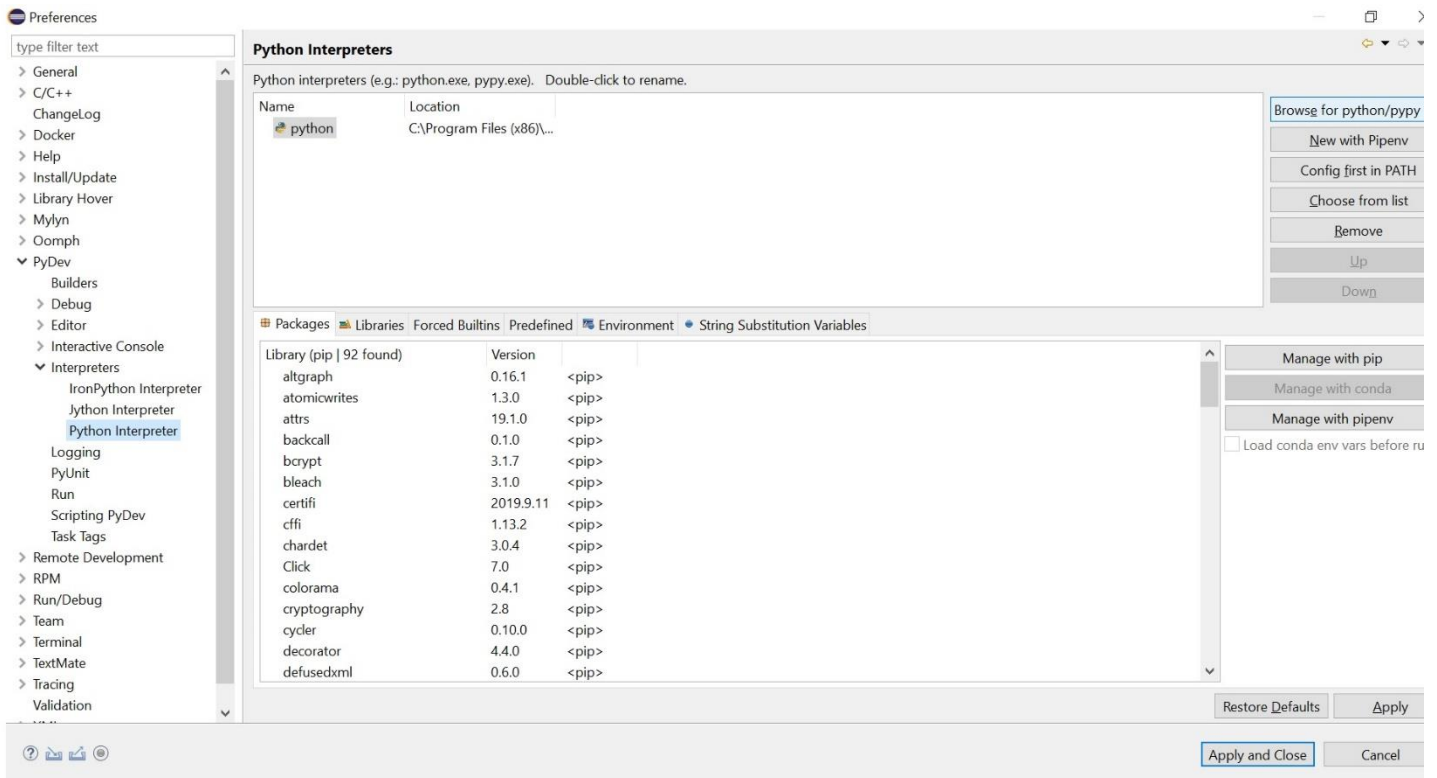 Preferences
type filter text
General
C/C++
ChangeLog
Docker
Help
Install/Update
Library Hover
Mylyn
Oomph
PyDev
Builders
Debug
Editor
Interactive Console
Interpreters
IronPython Interpreter
Jython Interpreter
Python Interpreter
Logging
PyUnit
Run
Scripting PyDev
Task Tags
Remote Development
RPM
Run/Debug
Team
Terminal
TextMate
Tracing
Validation
Python Interpreters
Python interpreters (e.g.: python.exe, pypy.exe). Double-click to rename.
Name Location
python C:\Program Files (x86)\...
Browse for python/pypy
New with Pipenv
Config first in PATH
Choose from list
Remove
Up
Down
Packages Libraries Forced Builtins Predefined Environment String Substitution Variables
Library (pip | 92 found) Version
altgraph 0.16.1 <pip>
atomicwrites 1.3.0 <pip>
attrs 19.1.0 <pip>
backcall 0.1.0 <pip>
bcrypt 3.1.7 <pip>
bleach 3.1.0 <pip>
certifi 2019.9.11 <pip>
cffi 1.13.2 <pip>
chardet 3.0.4 <pip>
Click 7.0 <pip>
colorama 0.4.1 <pip>
cryptography 2.8 <pip>
cycler 0.10.0 <pip>
decorator 4.4.0 <pip>
defusedxml 0.6.0 <pip>
Manage with pip
Manage with conda
Manage with pipenv
Load conda env vars before ru
Restore Defaults Apply
Apply and Close Cancel